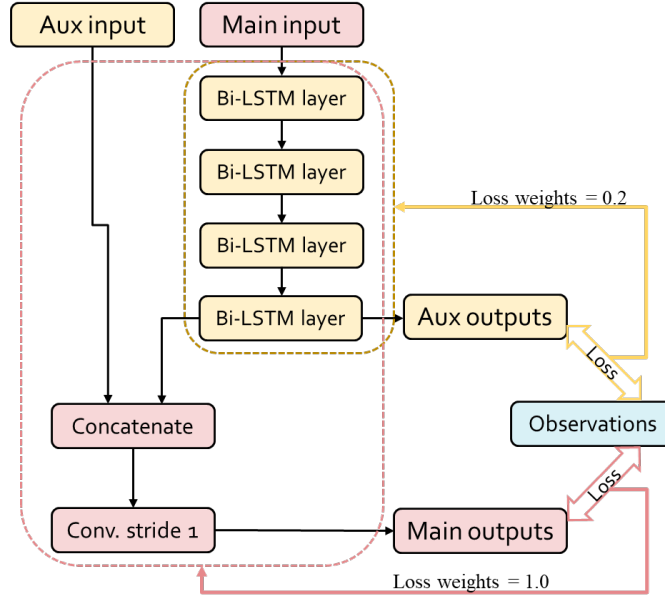 Aux input
Main input
Bi-LSTM layer
Bi-LSTM layer
Loss weights = 0.2
Bi-LSTM layer
Bi-LSTM layer
Aux outputs
Loss
Concatenate
Observations
Loss
Conv. stride 1
Main outputs
Loss weights = 1.0